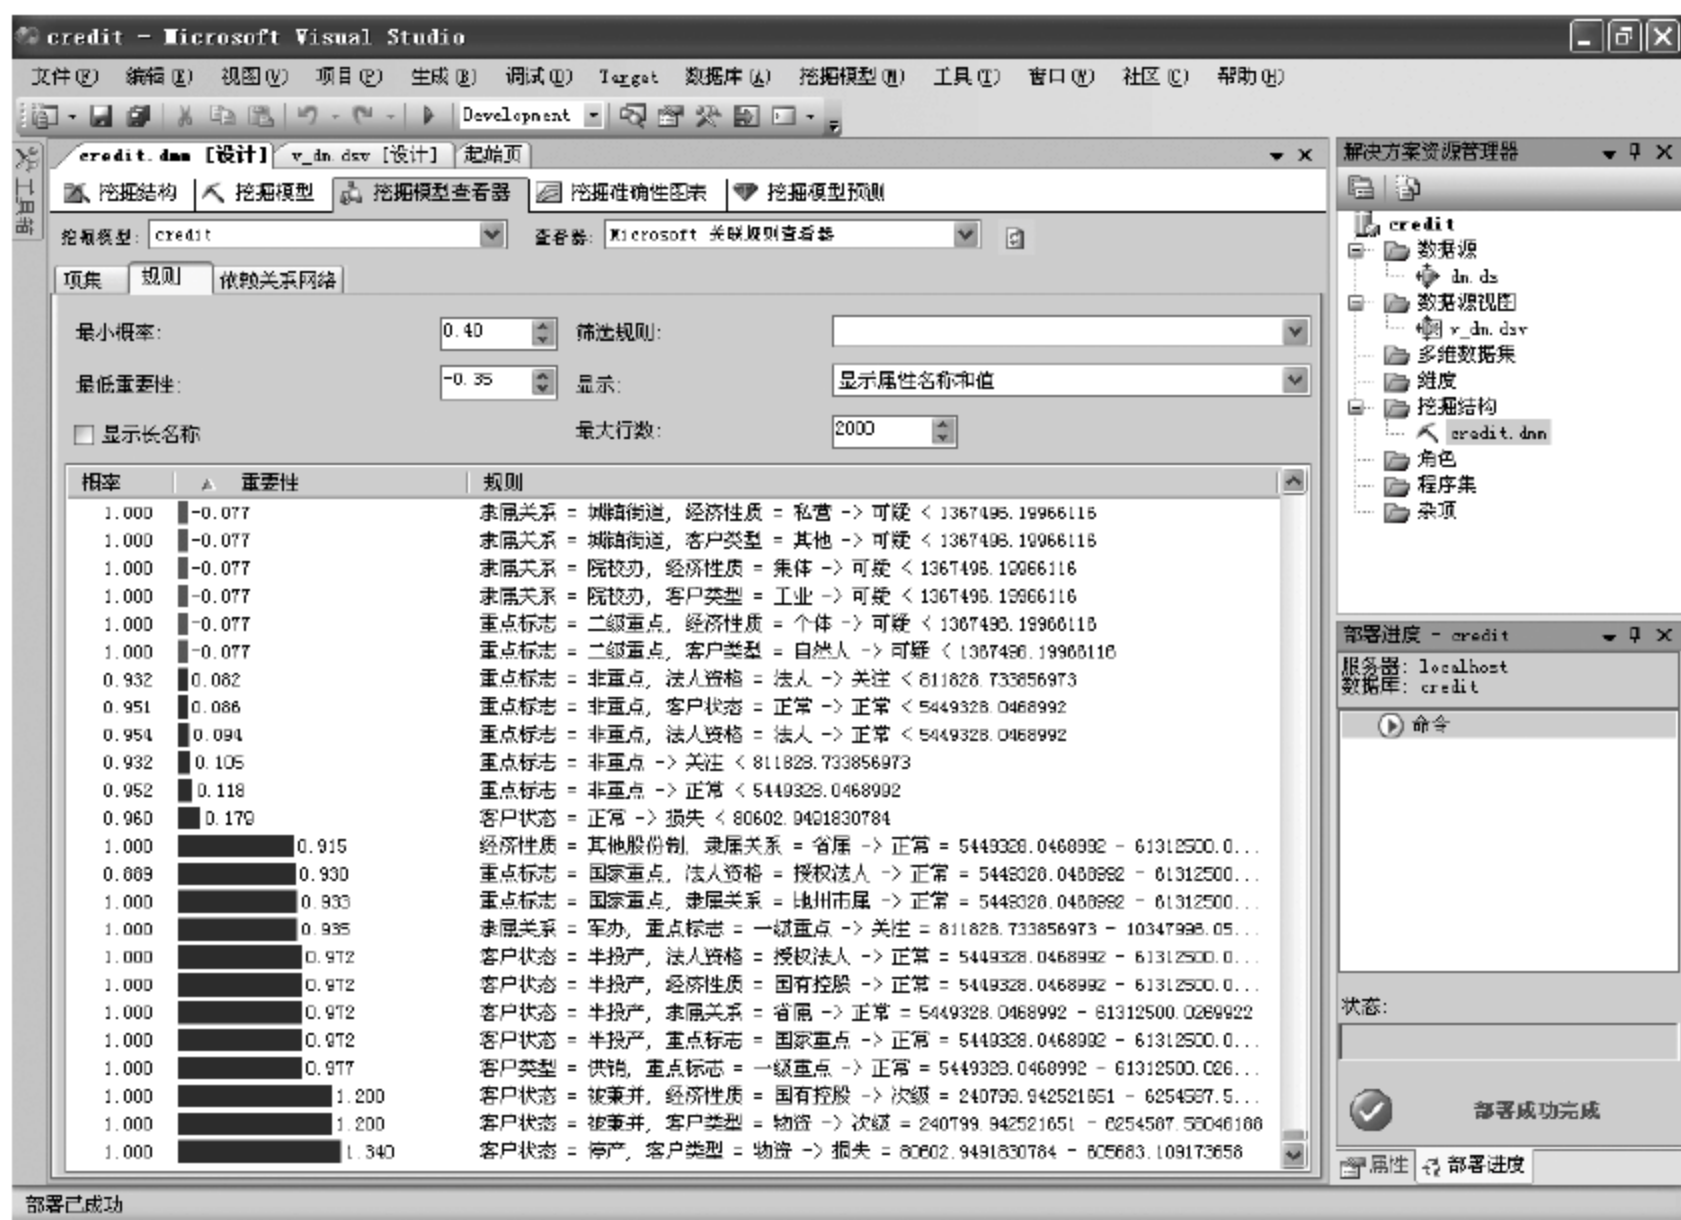 credit - Microsoft Visual Studio
文件(F) 编辑(E) 视图(V) 项目(P) 生成(B) 调试(D) Target 数据库(A) 挖掘模型(M) 工具(T) 窗口(W) 社区(C) 帮助(H)
Development
工具箱
credit.dmm [设计] v_dn.dsv [设计] 起始页
挖掘结构 挖掘模型 挖掘模型查看器 挖掘准确性图表 挖掘模型预测
挖掘模型: credit 查看器: Microsoft 关联规则查看器
项集 规则 依赖关系网络
最小概率: 0.40 筛选规则:
最低重要性: -0.35 显示: 显示属性名称和值
显示长名称 最大行数: 2000
概率 重要性 规则
1.000 -0.077 隶属关系 = 城镇街道, 经济性质 = 私营 -> 可疑 < 1367496.19966116
1.000 -0.077 隶属关系 = 城镇街道, 客户类型 = 其他 -> 可疑 < 1367496.19966116
1.000 -0.077 隶属关系 = 院校办, 经济性质 = 集体 -> 可疑 < 1367496.19966116
1.000 -0.077 隶属关系 = 院校办, 客户类型 = 工业 -> 可疑 < 1367496.19966116
1.000 -0.077 重点标志 = 二级重点, 经济性质 = 个体 -> 可疑 < 1367496.19966116
1.000 -0.077 重点标志 = 二级重点, 客户类型 = 自然人 -> 可疑 < 1367496.19966116
0.932 0.082 重点标志 = 非重点, 法人资格 = 法人 -> 关注 < 811828.733856973
0.951 0.086 重点标志 = 非重点, 客户状态 = 正常 -> 正常 < 5449328.0468992
0.954 0.094 重点标志 = 非重点, 法人资格 = 法人 -> 正常 < 5449328.0468992
0.932 0.105 重点标志 = 非重点 -> 关注 < 811828.733856973
0.952 0.118 重点标志 = 非重点 -> 正常 < 5449328.0468992
0.960 0.179 客户状态 = 正常 -> 损失 < 80602.9491830784
1.000 0.915 经济性质 = 其他股份制, 隶属关系 = 省属 -> 正常 = 5449328.0468992 - 61312500.0...
0.889 0.930 重点标志 = 国家重点, 法人资格 = 授权法人 -> 正常 = 5449328.0468992 - 61312500...
1.000 0.933 重点标志 = 国家重点, 隶属关系 = 地州市属 -> 正常 = 5449328.0468992 - 61312500...
1.000 0.935 隶属关系 = 军办, 重点标志 = 一级重点 -> 关注 = 811828.733856973 - 10347996.05...
1.000 0.972 客户状态 = 半投产, 法人资格 = 授权法人 -> 正常 = 5449328.0468992 - 61312500.0...
1.000 0.972 客户状态 = 半投产, 经济性质 = 国有控股 -> 正常 = 5449328.0468992 - 61312500.0...
1.000 0.972 客户状态 = 半投产, 隶属关系 = 省属 -> 正常 = 5449328.0468992 - 61312500.0269922
1.000 0.972 客户状态 = 半投产, 重点标志 = 国家重点 -> 正常 = 5449328.0468992 - 61312500.0...
1.000 0.977 客户类型 = 供销, 重点标志 = 一级重点 -> 正常 = 5449328.0468992 - 61312500.026...
1.000 1.200 客户状态 = 被兼并, 经济性质 = 国有控股 -> 次级 = 240799.942521651 - 6254587.5...
1.000 1.200 客户状态 = 被兼并, 客户类型 = 物资 -> 次级 = 240799.942521651 - 6254587.58046188
1.000 1.340 客户状态 = 停产, 客户类型 = 物资 -> 损失 = 80602.9491830784 - 605683.109173658
解决方案资源管理器
credit
数据源
dn.ds
数据源视图
v_dn.dsv
多维数据集
维度
挖掘结构
credit.dmm
角色
程序集
杂项
部署进度 - credit
服务器: localhost
数据库: credit
命令
状态:
部署成功完成
属性 部署进度
部署已成功